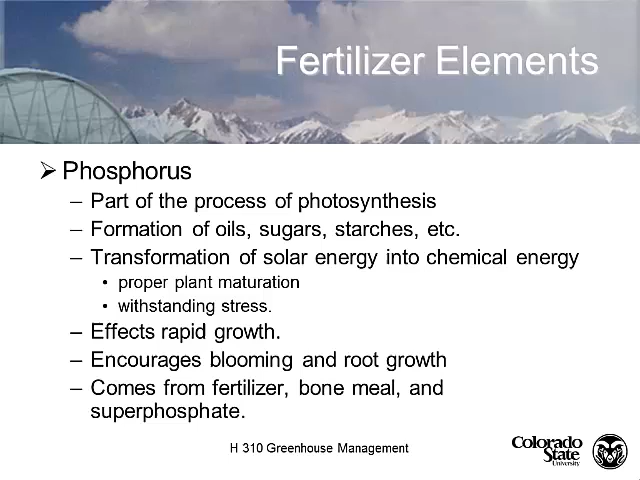 Fertilizer Elements
➢ Phosphorus
– Part of the process of photosynthesis
– Formation of oils, sugars, starches, etc.
– Transformation of solar energy into chemical energy
• proper plant maturation
• withstanding stress.
– Effects rapid growth.
– Encourages blooming and root growth
– Comes from fertilizer, bone meal, and
superphosphate.
H 310 Greenhouse Management
Colorado
State
University